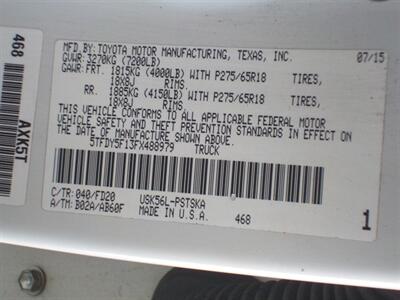 468
AXK5T
MFD.BY: TOYOTA MOTOR MANUFACTURING, TEXAS, INC. 07/15
GVWR: 3270KG (7200LB)
GAWR: FRT. 1815KG (4000LB) WITH P275/65R18 TIRES,
18X8J RIMS.
RR. 1885KG (4150LB) WITH P275/65R18 TIRES,
18X8J RIMS.
THIS VEHICLE CONFORMS TO ALL APPLICABLE FEDERAL MOTOR
VEHICLE SAFETY AND THEFT PREVENTION STANDARDS IN EFFECT ON
THE DATE OF MANUFACTURE SHOWN ABOVE.
5TFDY5F13FX488979 TRUCK
C/TR: 040/FD20 USK56L-PSTSKA
A/TM: B02A/AB60F MADE IN U.S.A. 468 1